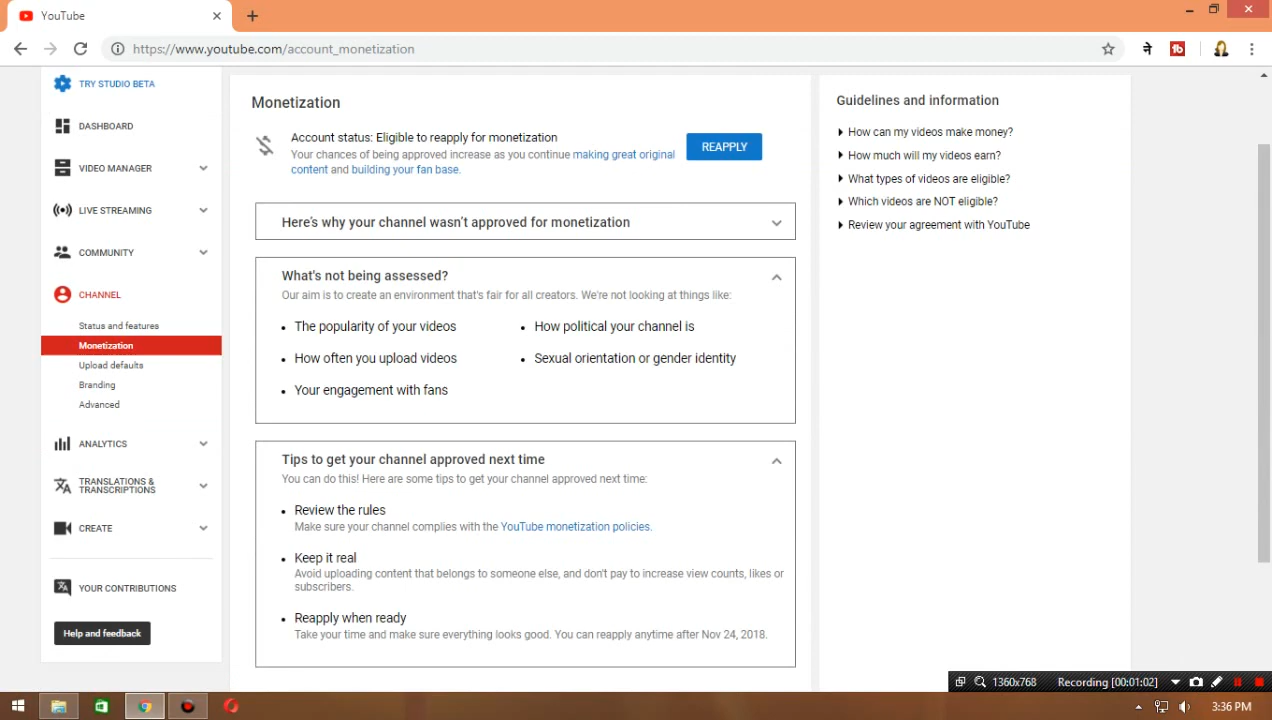 YouTube
https://www.youtube.com/account_monetization
ने
tb
TRY STUDIO BETA
DASHBOARD
VIDEO MANAGER
LIVE STREAMING
COMMUNITY
CHANNEL
Status and features
Monetization
Upload defaults
Branding
Advanced
ANALYTICS
TRANSLATIONS &
TRANSCRIPTIONS
CREATE
YOUR CONTRIBUTIONS
Help and feedback
Monetization
Account status: Eligible to reapply for monetization
Your chances of being approved increase as you continue making great original
content and building your fan base.
REAPPLY
Here's why your channel wasn't approved for monetization
What's not being assessed?
Our aim is to create an environment that's fair for all creators. We're not looking at things like:
• The popularity of your videos
• How often you upload videos
• Your engagement with fans
• How political your channel is
• Sexual orientation or gender identity
Tips to get your channel approved next time
You can do this! Here are some tips to get your channel approved next time:
• Review the rules
Make sure your channel complies with the YouTube monetization policies.
• Keep it real
Avoid uploading content that belongs to someone else, and don't pay to increase view counts, likes or
subscribers.
• Reapply when ready
Take your time and make sure everything looks good. You can reapply anytime after Nov 24, 2018.
Guidelines and information
How can my videos make money?
How much will my videos earn?
What types of videos are eligible?
Which videos are NOT eligible?
Review your agreement with YouTube
1360x768 Recording [00:01:02]
3:36 PM